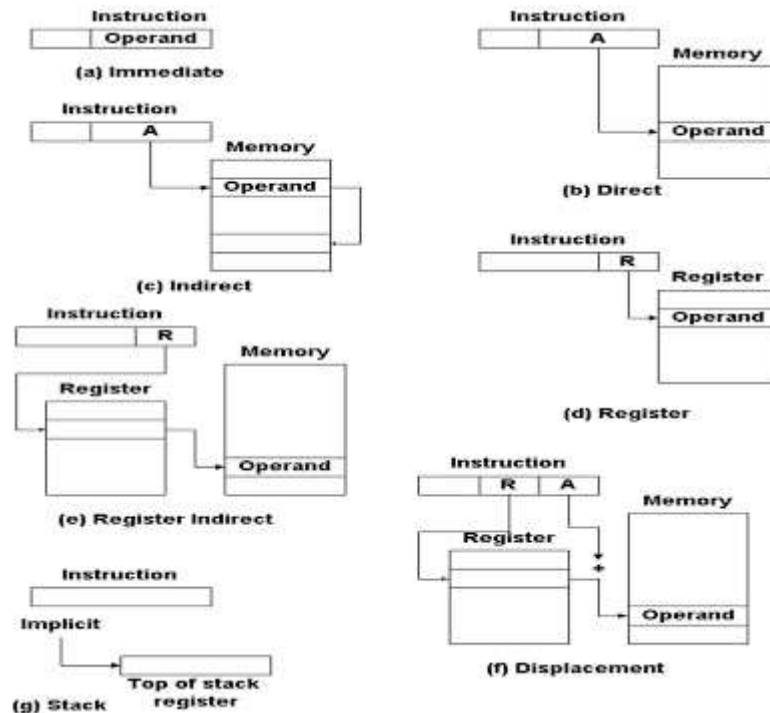 Instruction
Operand
(a) Immediate
Instruction
A
Memory
Operand
(b) Direct
Instruction
A
Memory
Operand
(c) Indirect
Instruction
R
Register
Operand
(d) Register
Instruction
R
Register
Memory
Operand
(e) Register Indirect
Instruction
R A
Register
Memory
+
Operand
(f) Displacement
Instruction
Implicit
Top of stack
register
(g) Stack